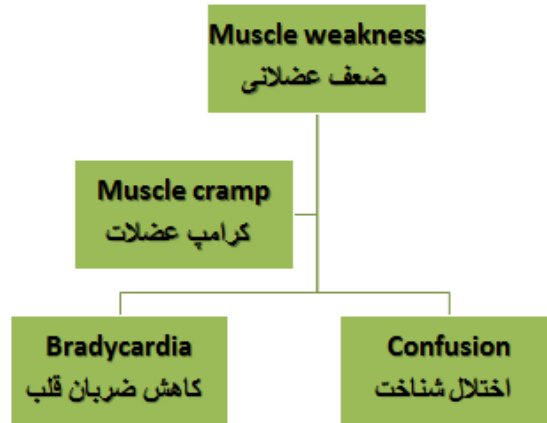 Muscle weakness
ضعف عضلانی
Muscle cramp
کرامپ عضلات
Bradycardia
کاهش ضربان قلب
Confusion
اختلال شناخت